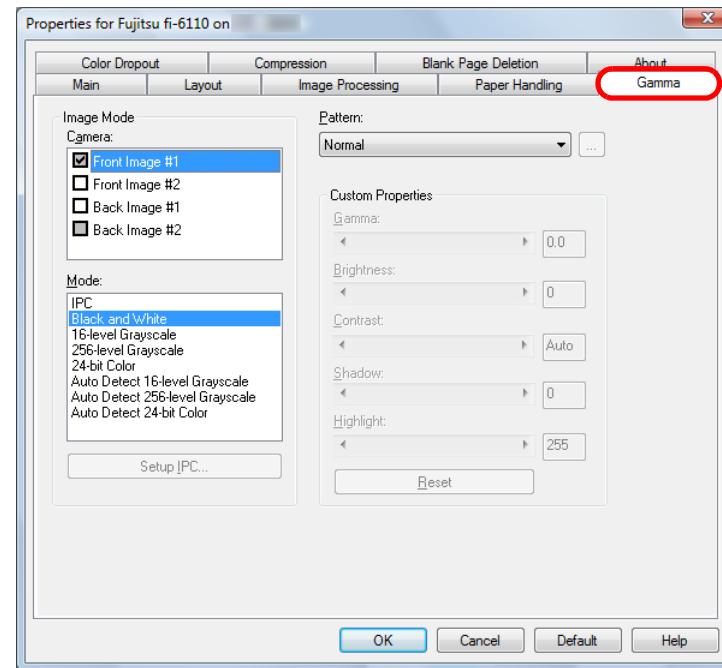 Properties for Fujitsu fi-6110 on
Color Dropout Compression Blank Page Deletion About
Main Layout Image Processing Paper Handling Gamma
Image Mode
Camera:
Front Image #1
Front Image #2
Back Image #1
Back Image #2
Mode:
IPC
Black and White
16-level Grayscale
256-level Grayscale
24-bit Color
Auto Detect 16-level Grayscale
Auto Detect 256-level Grayscale
Auto Detect 24-bit Color
Setup IPC...
Pattern:
Normal ...
Custom Properties
Gamma:
0.0
Brightness:
0
Contrast:
Auto
Shadow:
0
Highlight:
255
Reset
OK Cancel Default Help